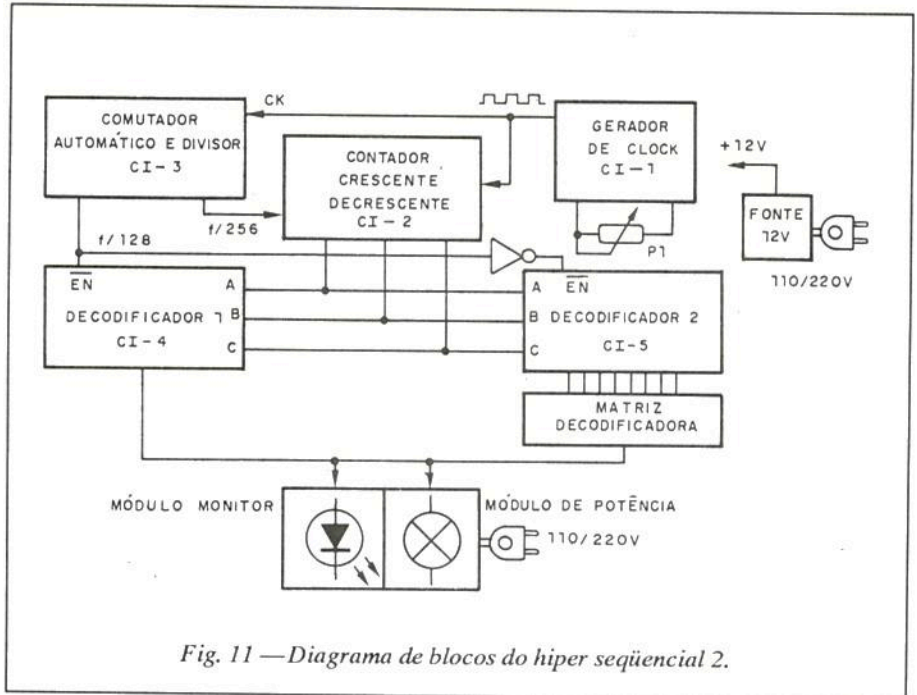 CK
COMUTADOR
AUTOMÁTICO E DIVISOR
CI-3
CONTADOR
CRESCENTE
DECRESCENTE
CI-2
GERADOR
DE CLOCK
CI-1
P1
+12V
FONTE
12V
110/220V
f/256
f/128
EN
A
B
C
DECODIFICADOR 1
CI-4
A
B
C
EN
DECODIFICADOR 2
CI-5
MATRIZ
DECODIFICADORA
MÓDULO MONITOR
MÓDULO DE POTÊNCIA
110/220V
Fig. 11 — Diagrama de blocos do hiper seqüencial 2.